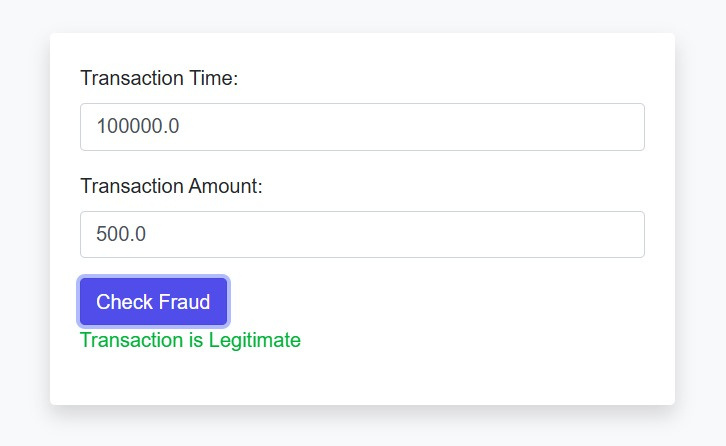 Transaction Time:
100000.0
Transaction Amount:
500.0
Check Fraud
Transaction is Legitimate